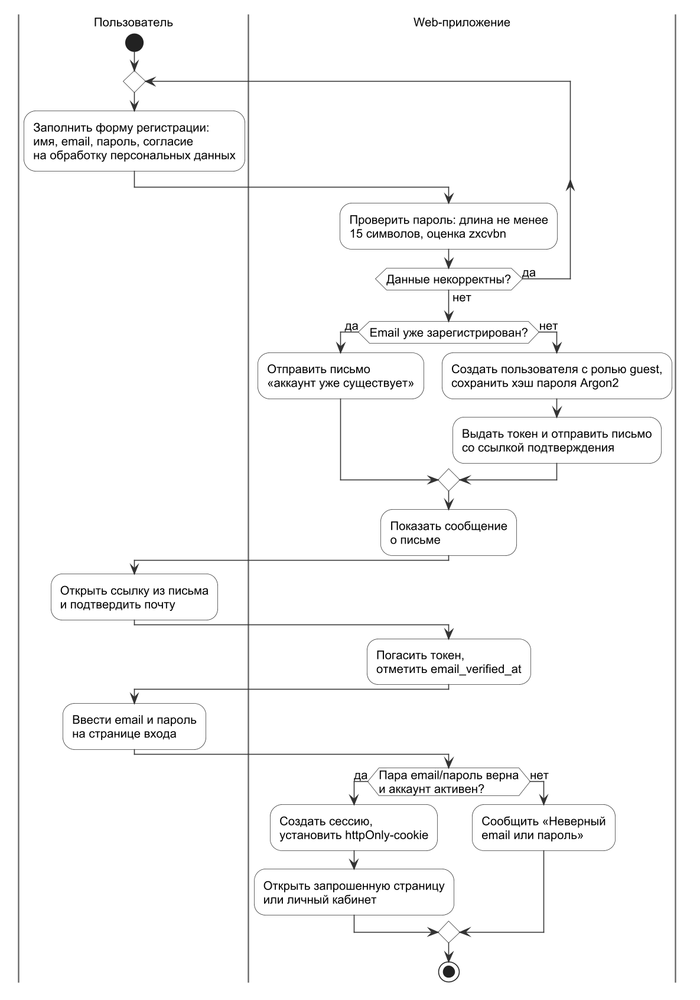 Пользователь
Web-приложение
Заполнить форму регистрации:
имя, email, пароль, согласие
на обработку персональных данных
Проверить пароль: длина не менее
15 символов, оценка zxcvbn
Данные некорректны?
да
нет
да
Email уже зарегистрирован?
нет
Отправить письмо
«аккаунт уже существует»
Создать пользователя с ролью guest,
сохранить хэш пароля Argon2
Выдать токен и отправить письмо
со ссылкой подтверждения
Показать сообщение
о письме
Открыть ссылку из письма
и подтвердить почту
Погасить токен,
отметить email_verified_at
Ввести email и пароль
на странице входа
да
Пара email/пароль верна
и аккаунт активен?
нет
Создать сессию,
установить httpOnly-cookie
Сообщить «Неверный
email или пароль»
Открыть запрошенную страницу
или личный кабинет